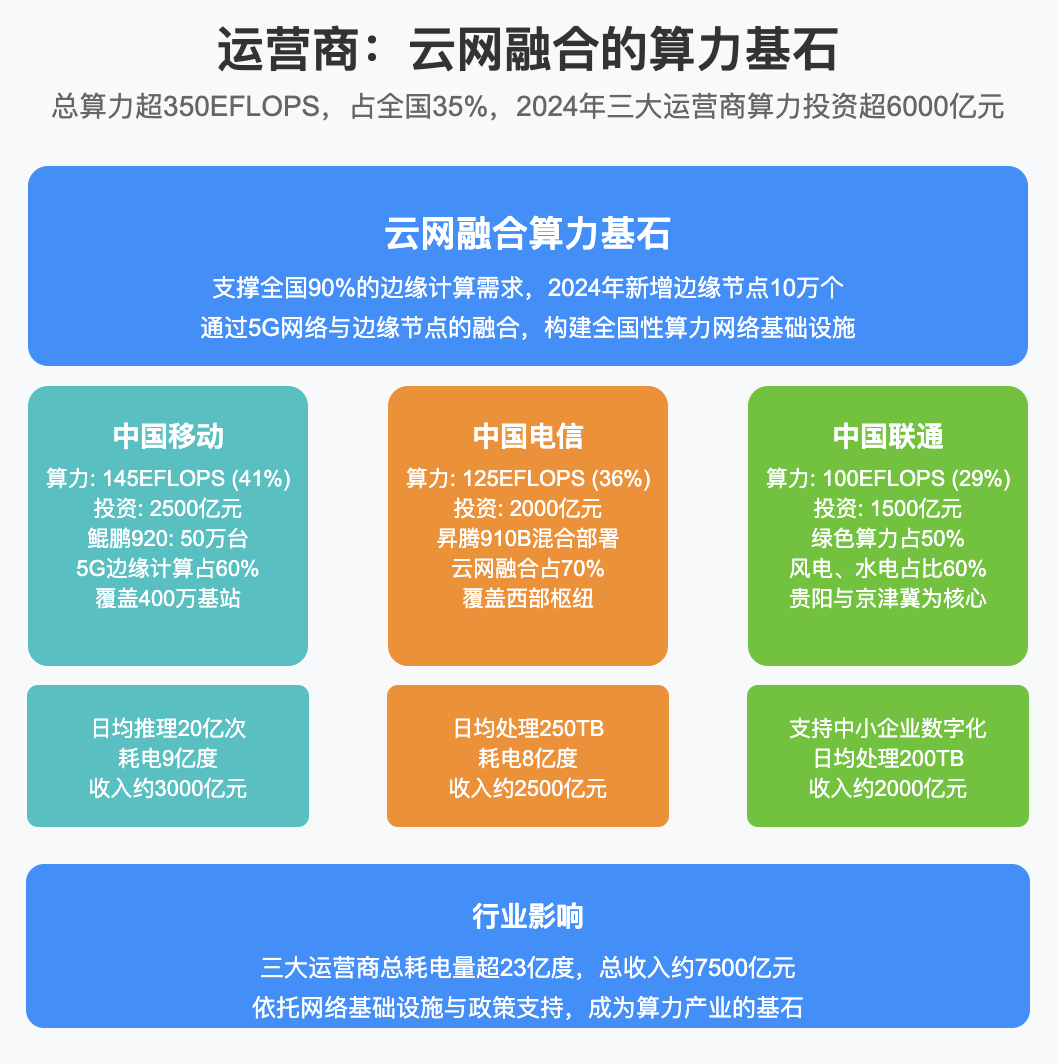 运营商：云网融合的算力基石
总算力超350EFLOPS，占全国35%，2024年三大运营商算力投资超6000亿元
云网融合算力基石
支撑全国90%的边缘计算需求，2024年新增边缘节点10万个
通过5G网络与边缘节点的融合，构建全国性算力网络基础设施
中国移动
算力: 145EFLOPS (41%)
投资: 2500亿元
鲲鹏920: 50万台
5G边缘计算占60%
覆盖400万基站
中国电信
算力: 125EFLOPS (36%)
投资: 2000亿元
昇腾910B混合部署
云网融合占70%
覆盖西部枢纽
中国联通
算力: 100EFLOPS (29%)
投资: 1500亿元
绿色算力占50%
风电、水电占比60%
贵阳与京津冀为核心
日均推理20亿次
耗电9亿度
收入约3000亿元
日均处理250TB
耗电8亿度
收入约2500亿元
支持中小企业数字化
日均处理200TB
收入约2000亿元
行业影响
三大运营商总耗电量超23亿度，总收入约7500亿元
依托网络基础设施与政策支持，成为算力产业的基石